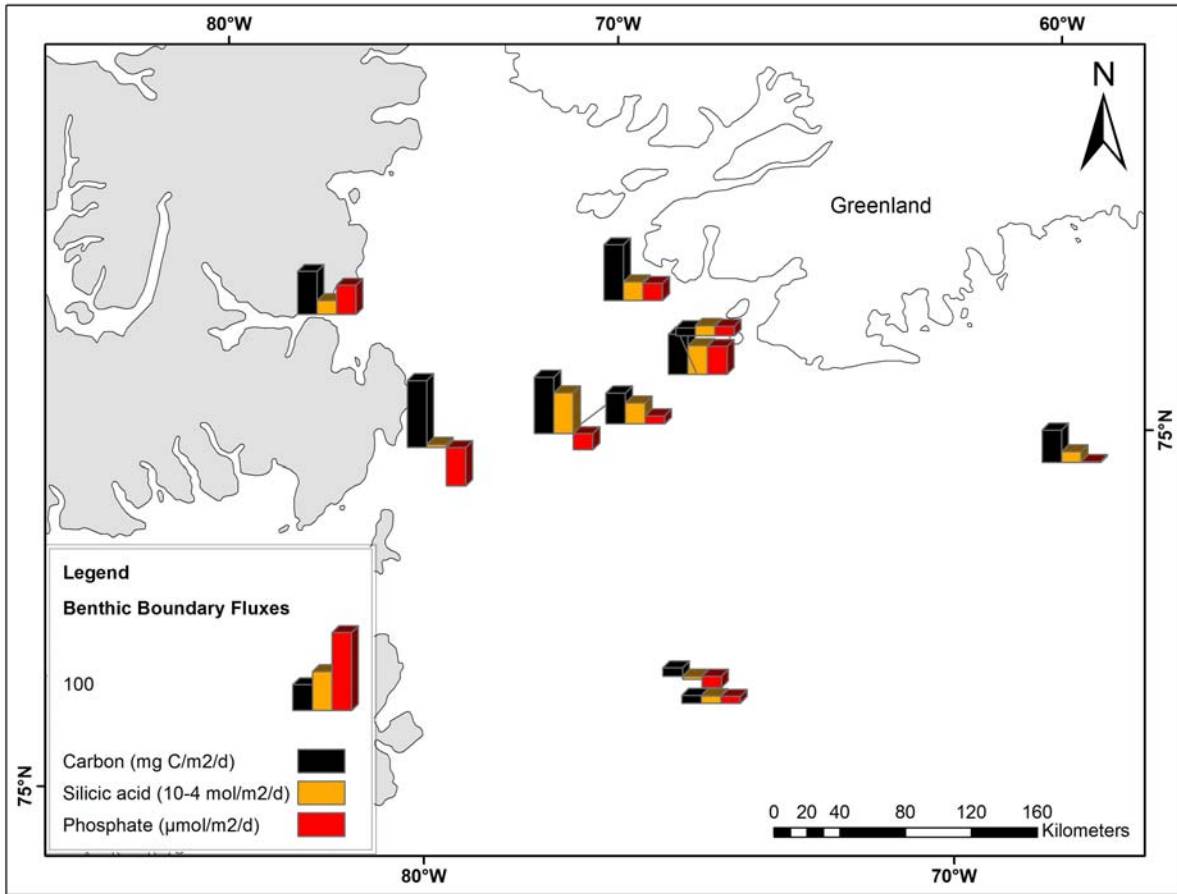 80°W 70°W 60°W
N
Greenland
75°N
Legend
Benthic Boundary Fluxes
100
Carbon (mg C/m2/d)
Silicic acid (10-4 mol/m2/d)
Phosphate (µmol/m2/d)
75°N
0 20 40 80 120 160
Kilometers
80°W 70°W